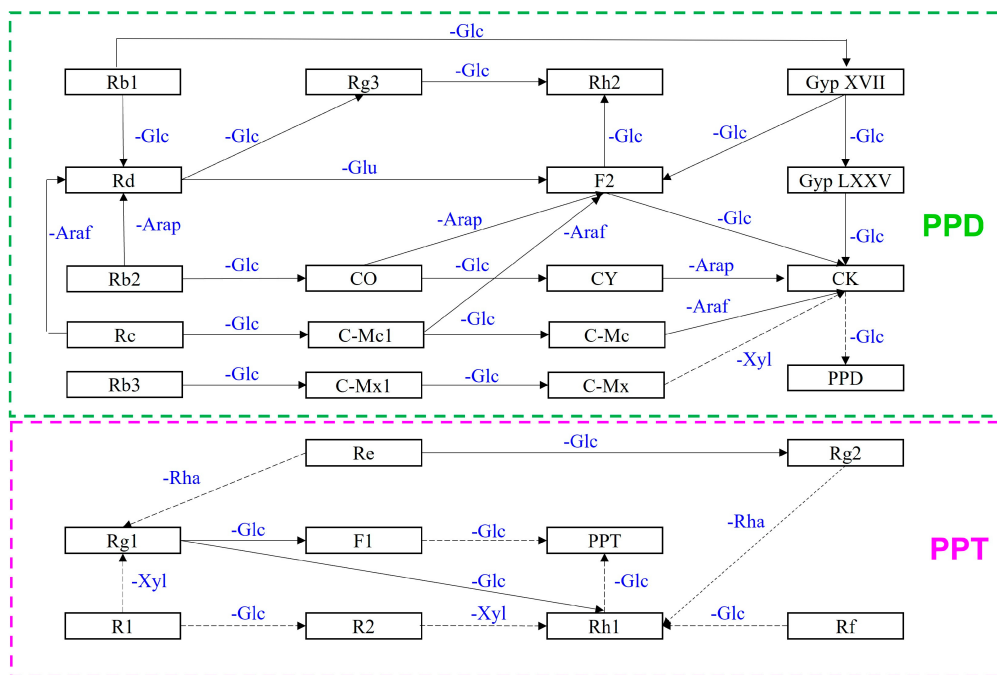 -Glc
Rb1
Rg3
-Glc
Rh2
Gyp XVII
-Glc
-Glc
-Glc
-Glc
-Glc
Rd
-Glu
F2
Gyp LXXV
-Araf
-Arap
-Arap
-Araf
-Glc
-Glc
PPD
Rb2
-Glc
CO
-Glc
CY
-Arap
CK
Rc
-Glc
C-Mc1
-Glc
C-Mc
-Araf
-Glc
-Xyl
Rb3
-Glc
C-Mx1
-Glc
C-Mx
PPD
Re
-Glc
Rg2
-Rha
-Rha
Rg1
-Glc
F1
-Glc
PPT
PPT
-Xyl
-Glc
-Glc
R1
-Glc
R2
-Xyl
Rh1
-Glc
Rf